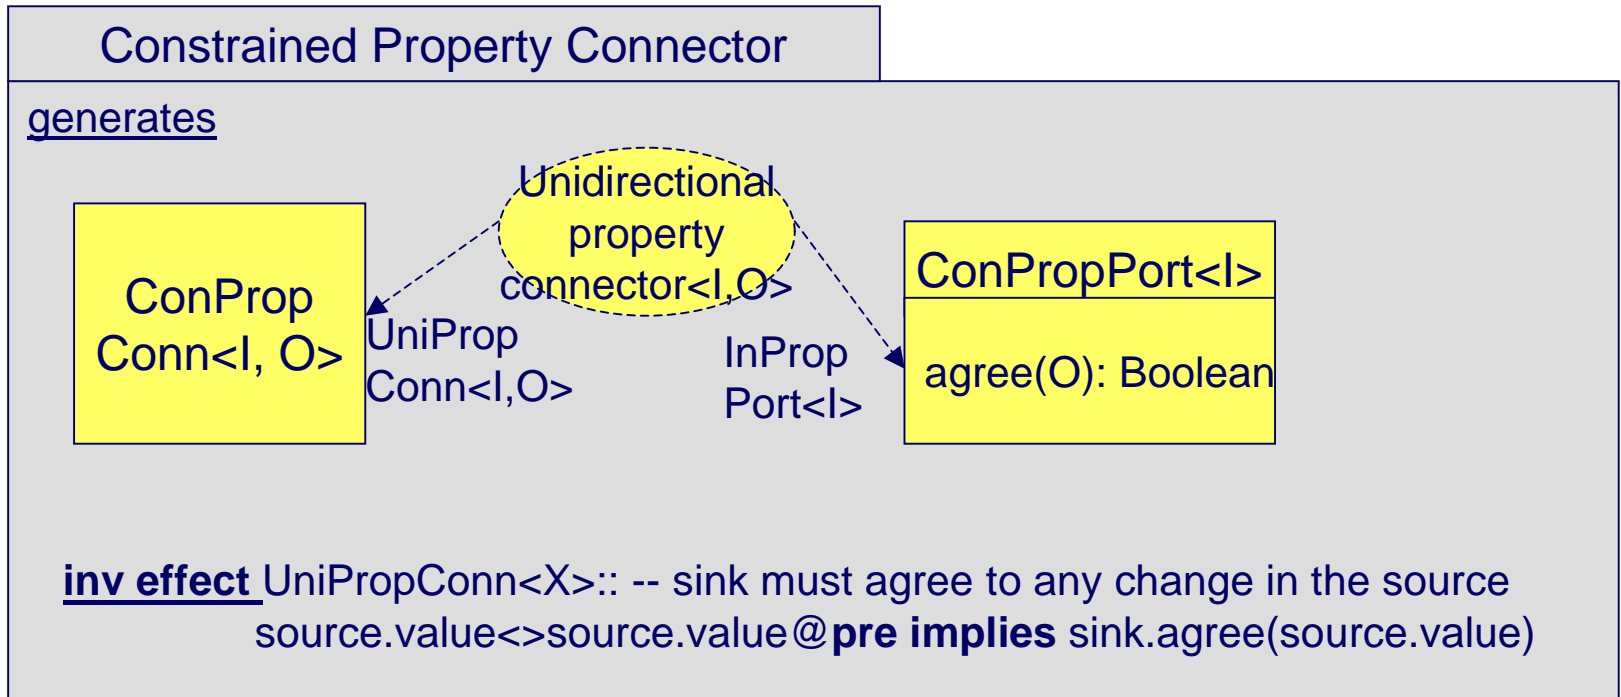 Constrained Property Connector
generates
Unidirectional
property
connector<I,O>
ConProp
Conn<I, O>
UniProp
Conn<I,O>
InProp
Port<I>
ConPropPort<I>
agree(O): Boolean
inv effect UniPropConn<X>:: -- sink must agree to any change in the source
source.value<>source.value@pre implies sink.agree(source.value)